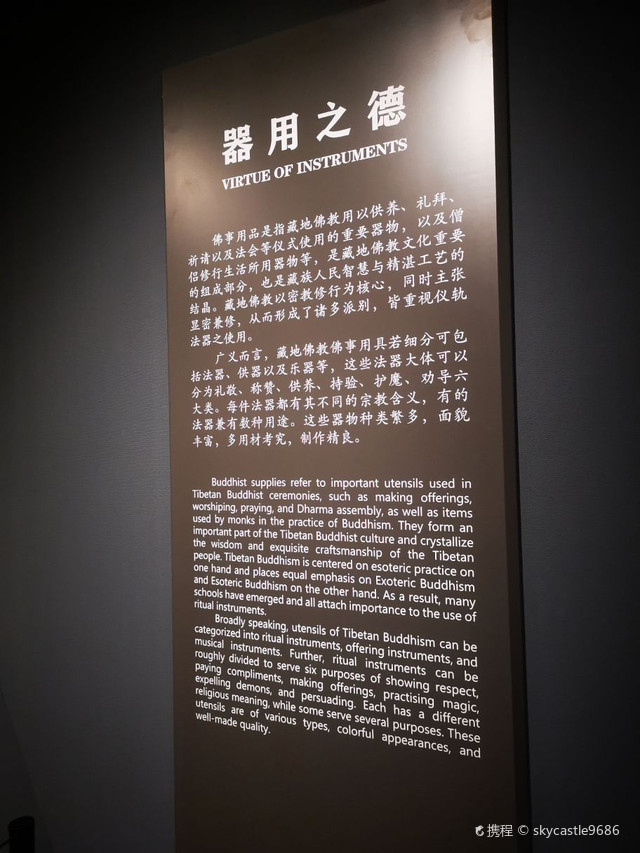 器用之德
VIRTUE OF INSTRUMENTS
佛事用品是指藏地佛教用以供养、礼拜、
祈请以及法会等仪式使用的重要器物，以及僧
侣修行生活所用器物等，是藏地佛教文化重要
的组成部分，也是藏族人民智慧与精湛工艺的
结晶。藏地佛教以密教修行为核心，同时主张
显密兼修，从而形成了诸多派别，皆重视仪轨
法器之使用。
广义而言，藏地佛教佛事用具若细分可包
括法器、供器以及乐器等，这些法器大体可以
分为礼敬、称赞、供养、持验、护魔、劝导六
大类。每件法器都有其不同的宗教含义，有的
法器兼有数种用途。这些器物种类繁多，面貌
丰富，多用材考究，制作精良。
Buddhist supplies refer to important utensils used in
Tibetan Buddhist ceremonies, such as making offerings,
worshiping, praying, and Dharma assembly, as well as items
used by monks in the practice of Buddhism. They form an
important part of the Tibetan Buddhist culture and crystallize
the wisdom and exquisite craftsmanship of the Tibetan
people. Tibetan Buddhism is centered on esoteric practice on
one hand and places equal emphasis on Exoteric Buddhism
and Esoteric Buddhism on the other hand. As a result, many
schools have emerged and all attach importance to the use of
ritual instruments.
Broadly speaking, utensils of Tibetan Buddhism can be
categorized into ritual instruments, offering instruments, and
musical instruments. Further, ritual instruments can be
roughly divided to serve six purposes of showing respect,
paying compliments, making offerings, practising magic,
expelling demons, and persuading. Each has a different
religious meaning, while some serve several purposes. These
utensils are of various types, colorful appearances, and
well-made quality.
携程 © skycastle9686